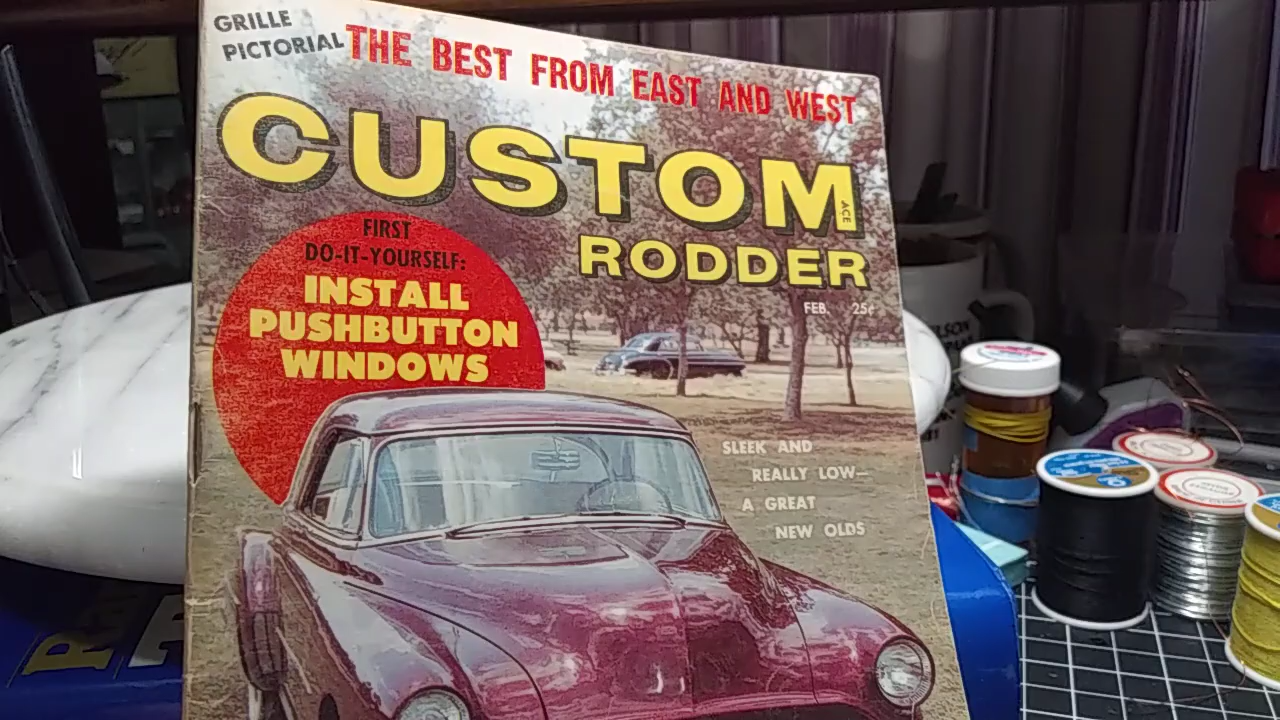 GRILLE
PICTORIAL
THE BEST FROM EAST AND WEST
CUSTOM
ACE
RODDER
FEB. 25¢
FIRST
DO-IT-YOURSELF:
INSTALL
PUSHBUTTON
WINDOWS
SLEEK AND
REALLY LOW—
A GREAT
NEW OLDS